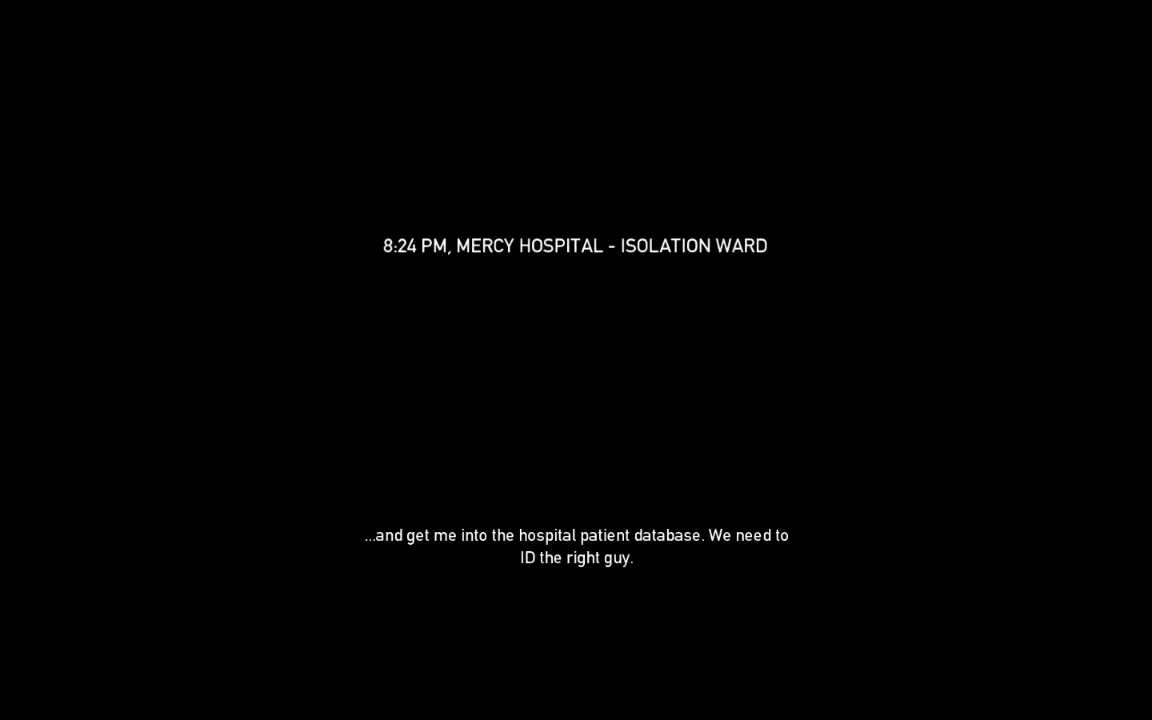 8:24 PM, MERCY HOSPITAL - ISOLATION WARD
...and get me into the hospital patient database. We need to
ID the right guy.